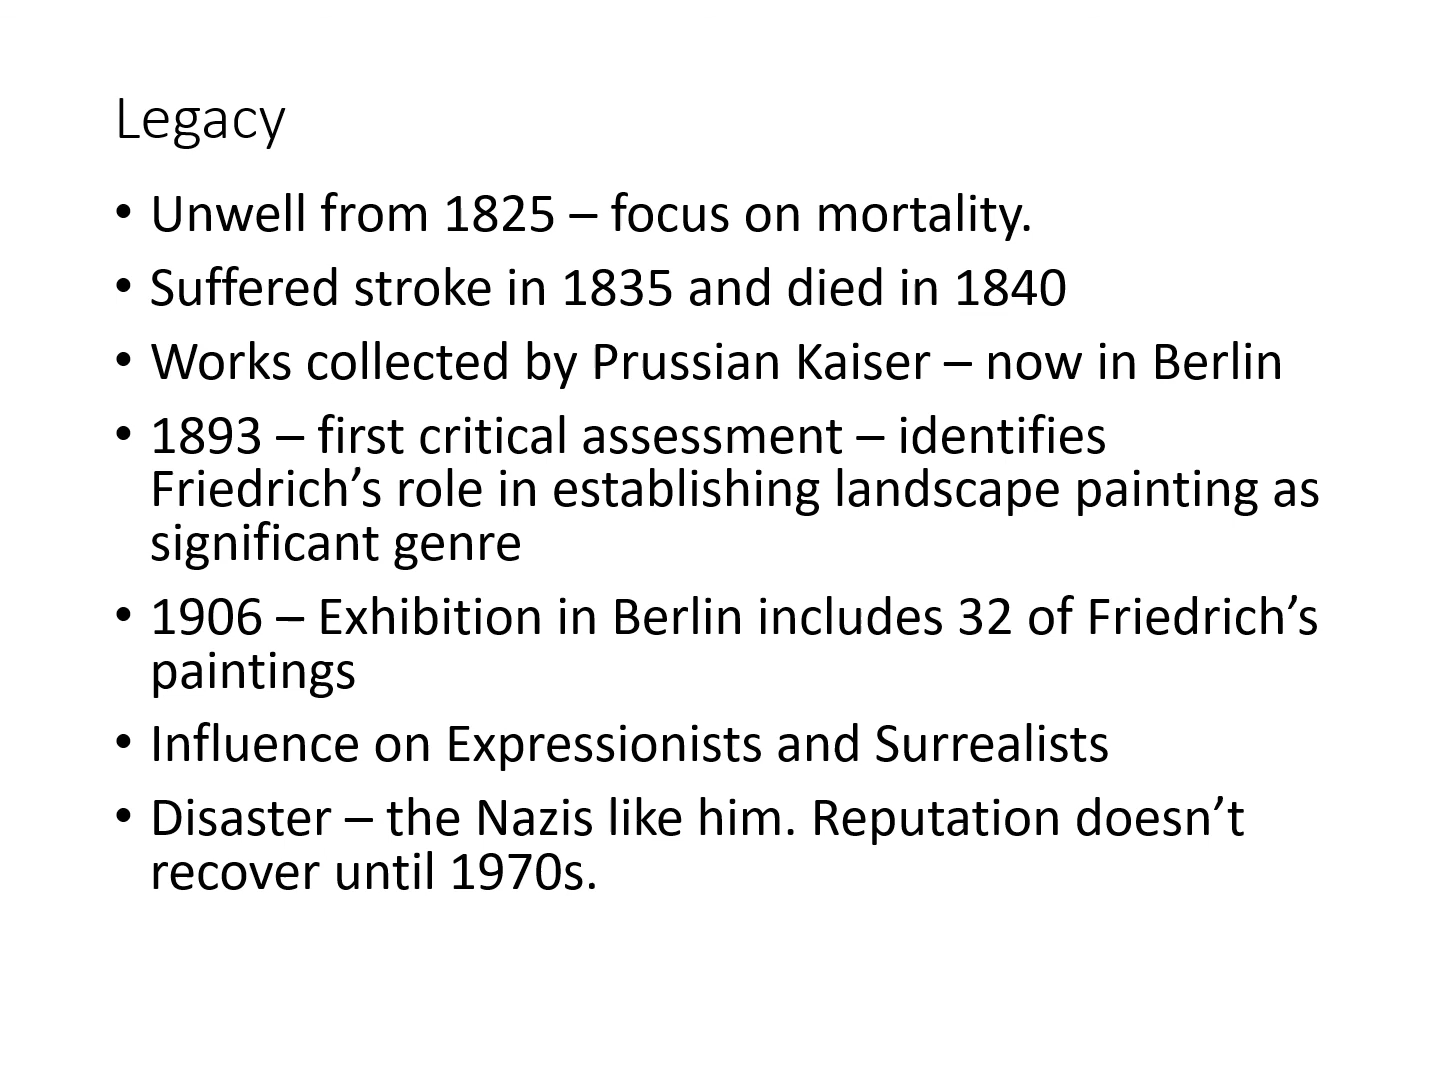 Legacy
• Unwell from 1825 – focus on mortality.
• Suffered stroke in 1835 and died in 1840
• Works collected by Prussian Kaiser – now in Berlin
• 1893 – first critical assessment – identifies
Friedrich’s role in establishing landscape painting as
significant genre
• 1906 – Exhibition in Berlin includes 32 of Friedrich’s
paintings
• Influence on Expressionists and Surrealists
• Disaster – the Nazis like him. Reputation doesn’t
recover until 1970s.